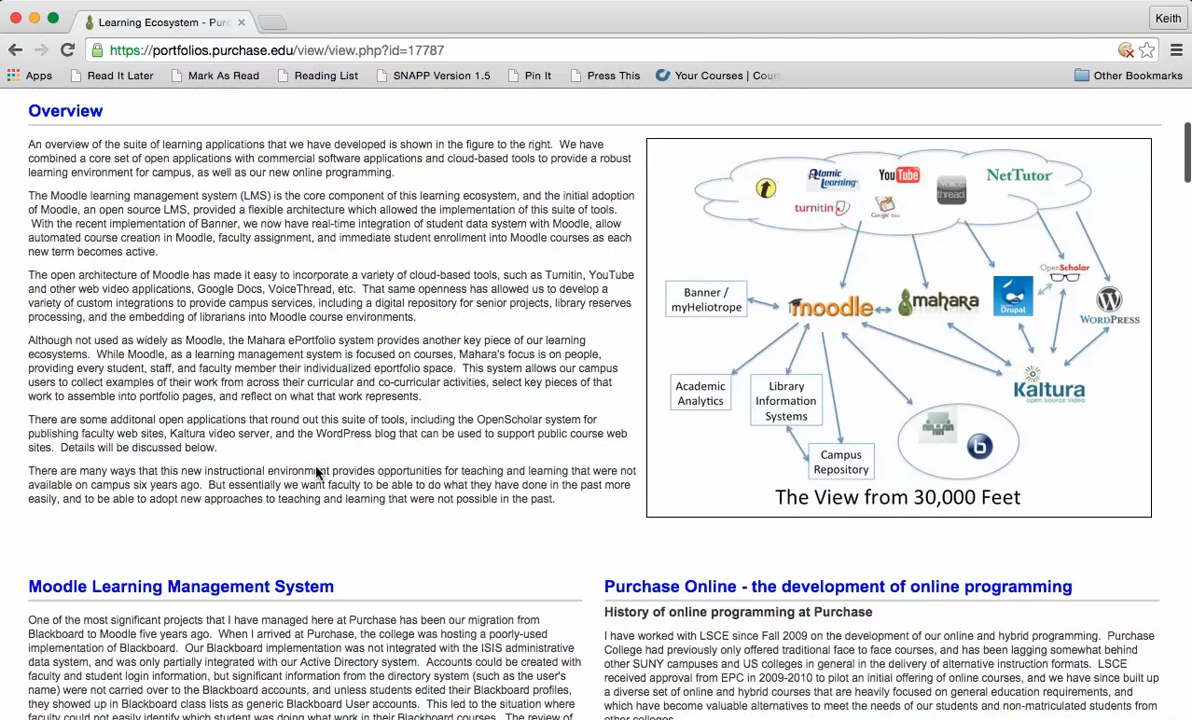 Learning Ecosystem - Purc
Keith
https://portfolios.purchase.edu/view/view.php?id=17787
Apps Read It Later Mark As Read Reading List SNAPP Version 1.5 Pin It Press This Your Courses | Cour Other Bookmarks
Overview
An overview of the suite of learning applications that we have developed is shown in the figure to the right. We have
combined a core set of open applications with commercial software applications and cloud-based tools to provide a robust
learning environment for campus, as well as our new online programming.
The Moodle learning management system (LMS) is the core component of this learning ecosystem, and the initial adoption
of Moodle, an open source LMS, provided a flexible architecture which allowed the implementation of this suite of tools.
With the recent implementation of Banner, we now have real-time integration of student data system with Moodle, allow
automated course creation in Moodle, faculty assignment, and immediate student enrollment into Moodle courses as each
new term becomes active.
The open architecture of Moodle has made it easy to incorporate a variety of cloud-based tools, such as Turnitin, YouTube
and other web video applications, Google Docs, VoiceThread, etc. That same openness has allowed us to develop a
variety of custom integrations to provide campus services, including a digital repository for senior projects, library reserves
processing, and the embedding of librarians into Moodle course environments.
Although not used as widely as Moodle, the Mahara ePortfolio system provides another key piece of our learning
ecosystems. While Moodle, as a learning management system is focused on courses, Mahara's focus is on people,
providing every student, staff, and faculty member their individualized eportfolio space. This system allows our campus
users to collect examples of their work from across their curricular and co-curricular activities, select key pieces of that
work to assemble into portfolio pages, and reflect on what that work represents.
There are some additonal open applications that round out this suite of tools, including the OpenScholar system for
publishing faculty web sites, Kaltura video server, and the WordPress blog that can be used to support public course web
sites. Details will be discussed below.
There are many ways that this new instructional environment provides opportunities for teaching and learning that were not
available on campus six years ago. But essentially we want faculty to be able to do what they have done in the past more
easily, and to be able to adopt new approaches to teaching and learning that were not possible in the past.
Atomic Learning
YouTube
voice thread
NetTutor
turnitin
Google
Banner / myHeliotrope
moodle
mahara
Drupal
OpenScholar
WORDPRESS
Academic Analytics
Library Information Systems
Kaltura
open source video
Campus Repository
b
The View from 30,000 Feet
Moodle Learning Management System
One of the most significant projects that I have managed here at Purchase has been our migration from
Blackboard to Moodle five years ago. When I arrived at Purchase, the college was hosting a poorly-used
implementation of Blackboard. Our Blackboard implementation was not integrated with the ISIS administrative
data system, and was only partially integrated with our Active Directory system. Accounts could be created with
faculty and student login information, but significant information from the directory system (such as the user's
name) were not carried over to the Blackboard accounts, and unless students edited their Blackboard profiles,
they showed up in Blackboard class lists as generic Blackboard User accounts. This led to the situation where
faculty could not easily identify which student was doing what work in their Blackboard courses. The review of
Purchase Online - the development of online programming
History of online programming at Purchase
I have worked with LSCE since Fall 2009 on the development of our online and hybrid programming. Purchase
College had previously only offered traditional face to face courses, and has been lagging somewhat behind
other SUNY campuses and US colleges in general in the delivery of alternative instruction formats. LSCE
received approval from EPC in 2009-2010 to pilot an initial offering of online courses, and we have since built up
a diverse set of online and hybrid courses that are heavily focused on general education requirements, and
which have become valuable alternatives to meet the needs of our students and non-matriculated students from
other colleges.